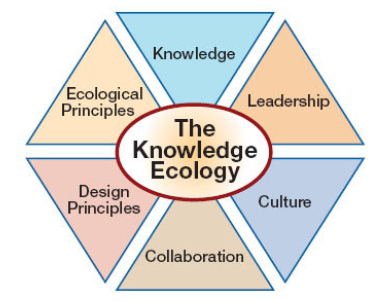 Knowledge
Ecological
Principles
Leadership
The
Knowledge
Ecology
Design
Principles
Culture
Collaboration